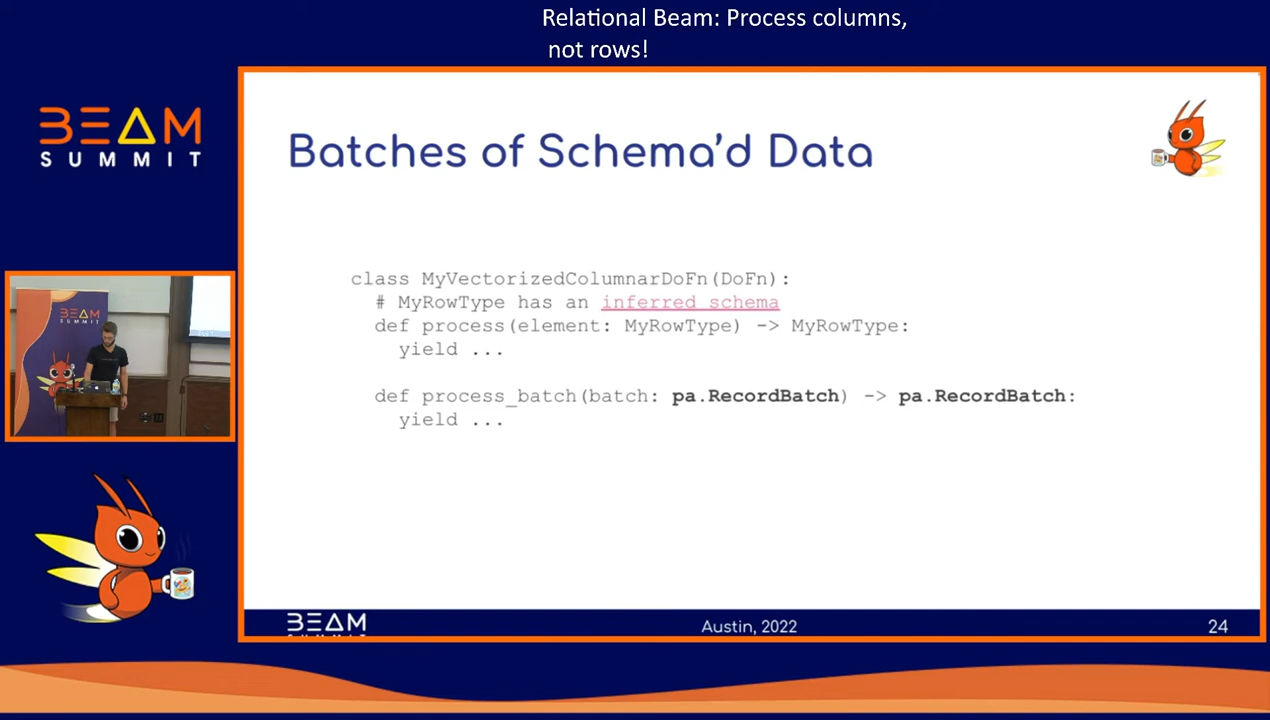 Relational Beam: Process columns,
not rows!
BEAM
SUMMIT
Batches of Schema'd Data
class MyVectorizedColumnarDoFn(DoFn):
# MyRowType has an inferred schema
def process(element: MyRowType) -> MyRowType:
yield ...
def process_batch(batch: pa.RecordBatch) -> pa.RecordBatch:
yield ...
BEAM
SUMMIT
BEAM
Austin, 2022
24